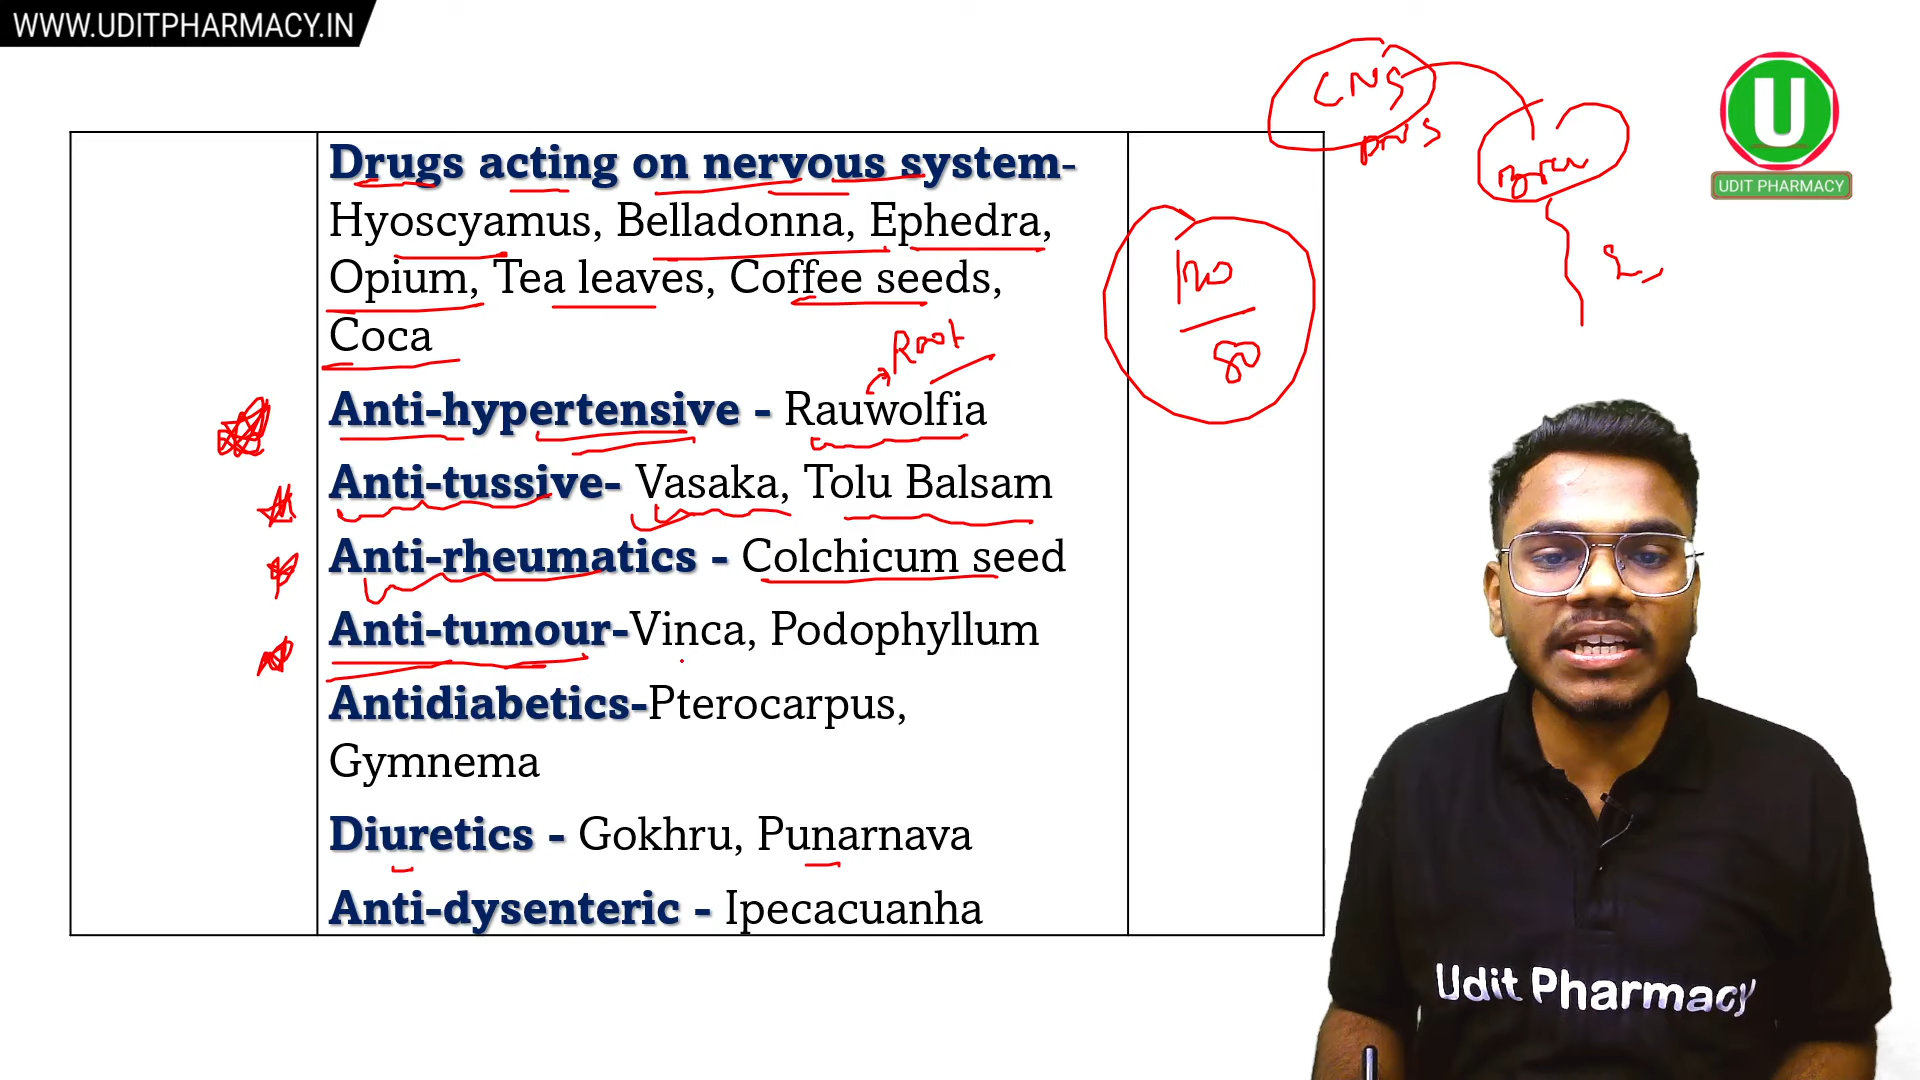 WWW.UDITPHARMACY.IN
CNS
PNS
U
UDIT PHARMACY
Drugs acting on nervous system-
Hyoscyamus, Belladonna, Ephedra,
Opium, Tea leaves, Coffee seeds,
Coca
120
80
Root
Anti-hypertensive - Rauwolfia
Anti-tussive- Vasaka, Tolu Balsam
Anti-rheumatics - Colchicum seed
Anti-tumour-Vinca, Podophyllum
Antidiabetics-Pterocarpus,
Gymnema
Diuretics - Gokhru, Punarnava
Anti-dysenteric - Ipecacuanha
Udit Pharmacy